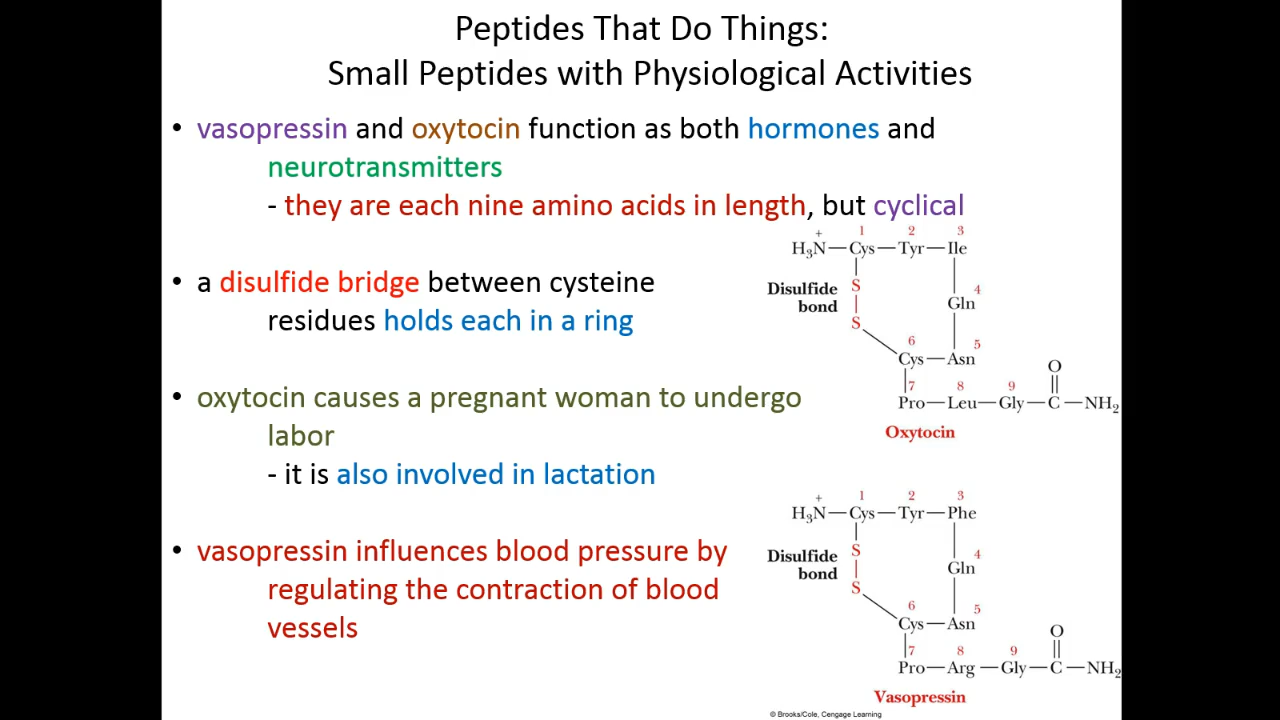 Peptides That Do Things:
Small Peptides with Physiological Activities
• vasopressin and oxytocin function as both hormones and
neurotransmitters
- they are each nine amino acids in length, but cyclical
• a disulfide bridge between cysteine
residues holds each in a ring
• oxytocin causes a pregnant woman to undergo
labor
- it is also involved in lactation
• vasopressin influences blood pressure by
regulating the contraction of blood
vessels
+ 1 2 3
H₃N—Cys—Tyr—Ile
Disulfide
bond
S
S
4
Gln
6 5
Cys—Asn
O
7 8 9
Pro—Leu—Gly—C—NH₂
Oxytocin
+ 1 2 3
H₃N—Cys—Tyr—Phe
Disulfide
bond
S
S
4
Gln
6 5
Cys—Asn
O
7 8 9
Pro—Arg—Gly—C—NH₂
Vasopressin
© Brooks/Cole, Cengage Learning